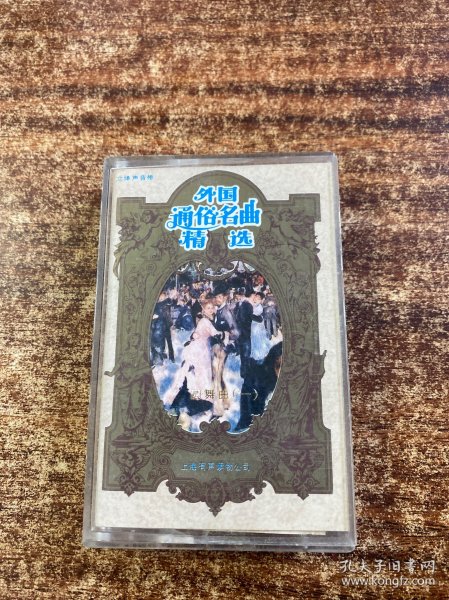 立体声音带
外国
通俗名曲
精选
舞曲(一)
上海有声读物公司
孔夫子旧书网
www.kongfz.com